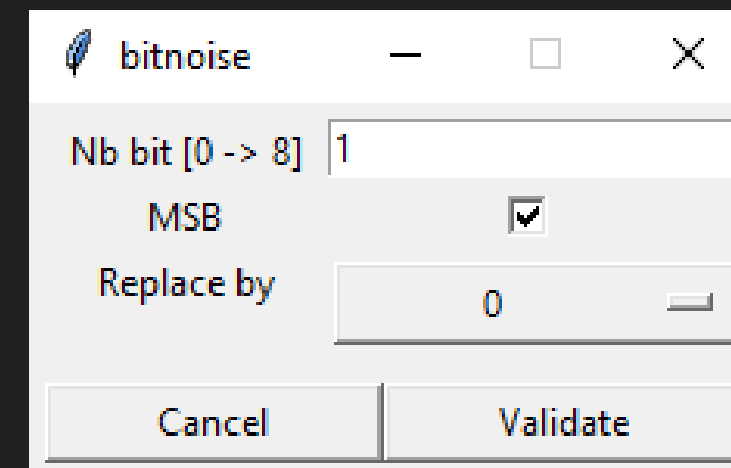 bitnoise
Nb bit [0 -> 8] 1
MSB
Replace by 0
Cancel Validate